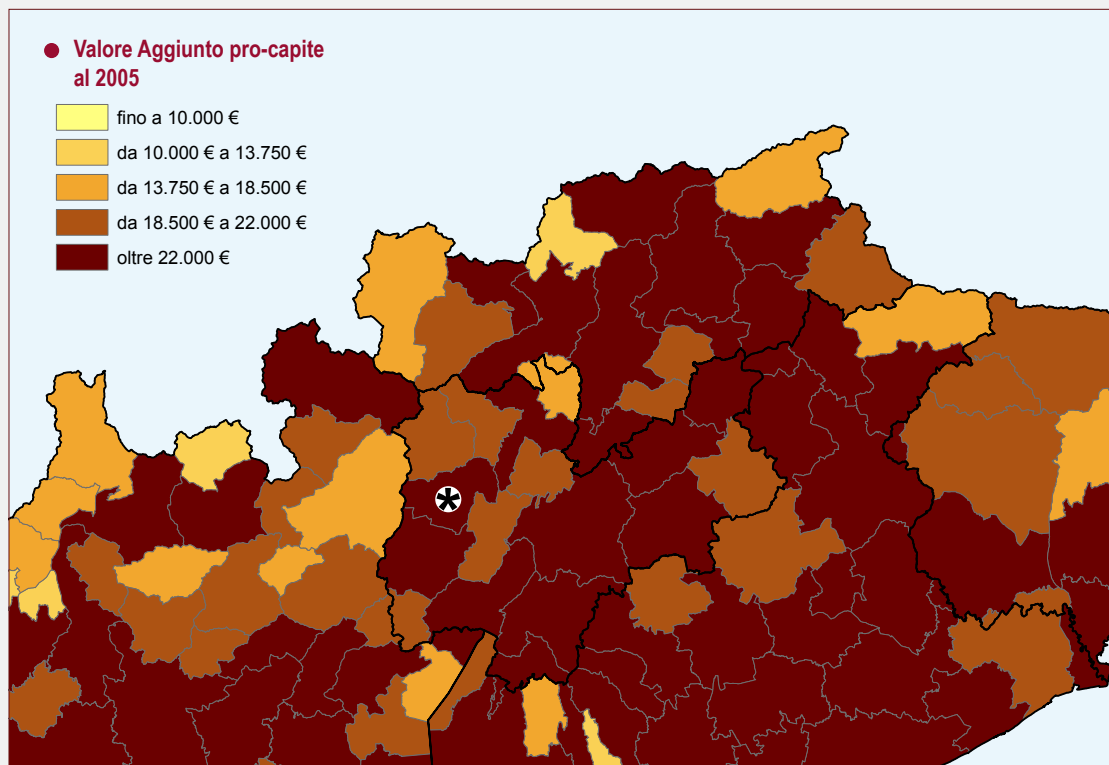 Valore Aggiunto pro-capite
al 2005
fino a 10.000 €
da 10.000 € a 13.750 €
da 13.750 € a 18.500 €
da 18.500 € a 22.000 €
oltre 22.000 €